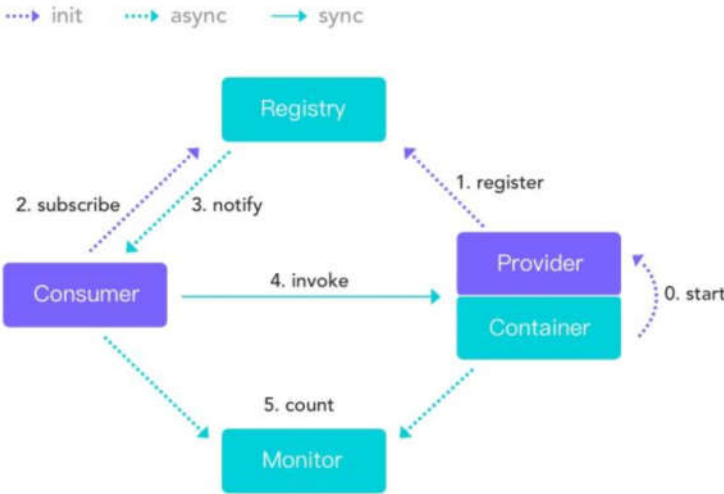 init async sync
Registry
1. register
2. subscribe 3. notify
Provider
Consumer
4. invoke
0. start
Container
5. count
Monitor